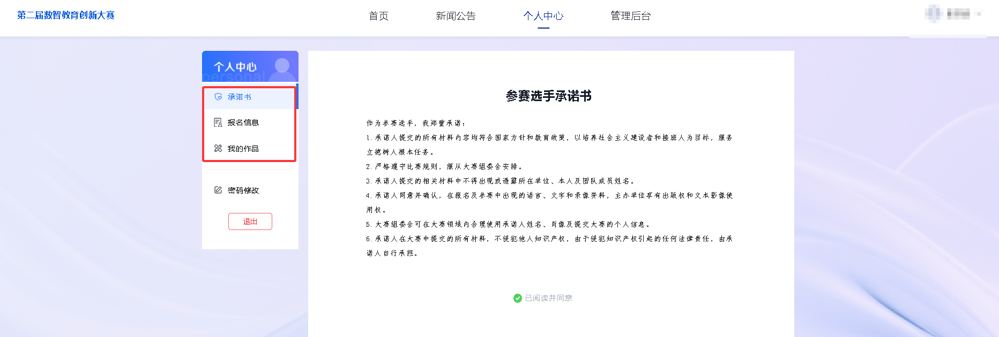 第二届数智教育创新大赛
首页
新闻公告
个人中心
管理后台
个人中心
personal
承诺书
报名信息
我的作品
密码修改
退出
参赛选手承诺书
作为参赛选手，我郑重承诺：
1. 承诺人提交的所有材料内容均符合国家方针和教育政策，以培养社会主义建设者和接班人为目标，服务
立德树人根本任务。
2. 严格遵守比赛规则，服从大赛组委会安排。
3. 承诺人提交的相关材料中不得出现或透露所在单位、本人及团队成员姓名。
4. 承诺人同意并确认，在报名及参赛中出现的语言、文字和录像资料，主办单位享有出版权和文本影像使
用权。
5. 大赛组委会可在大赛领域内合理使用承诺人姓名、肖像及提交大赛的个人信息。
6. 承诺人在大赛中提交的所有材料，不侵犯他人知识产权，由于侵犯知识产权引起的任何法律责任，由承
诺人自行承担。
已阅读并同意